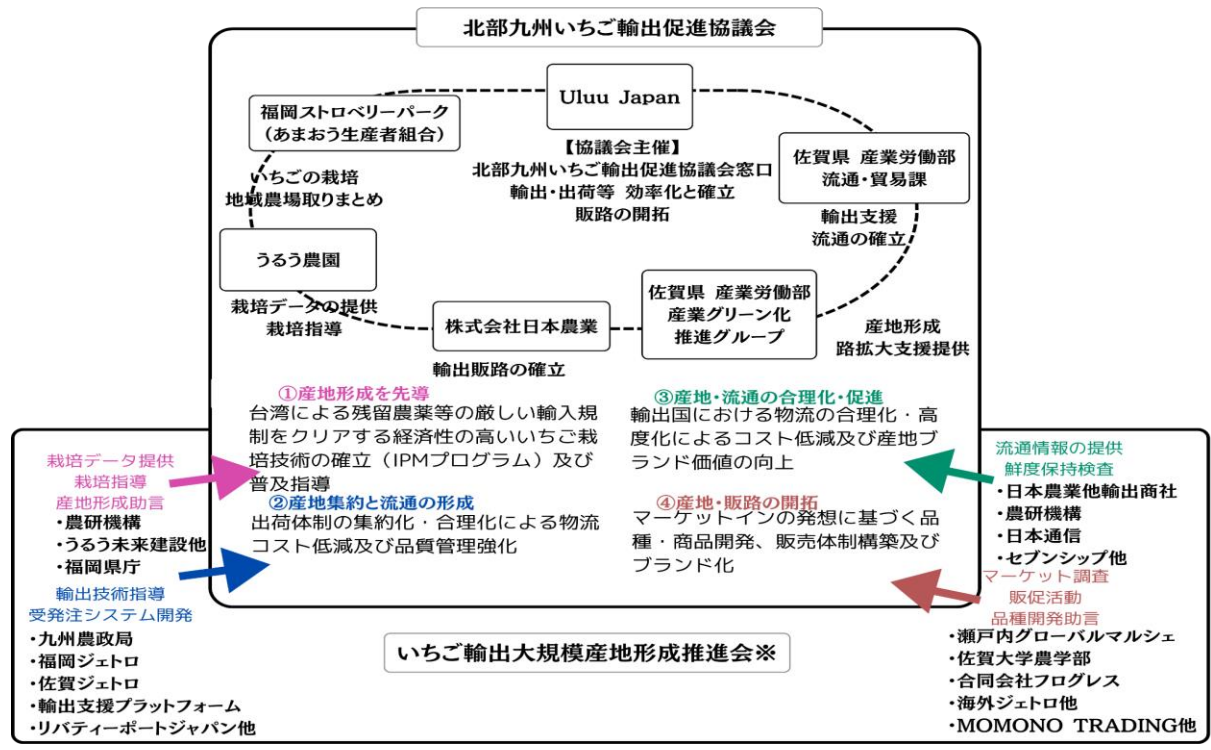 北部九州いちご輸出促進協議会
Uluu Japan
【協議会主催】
北部九州いちご輸出促進協議会窓口
輸出・出荷等 効率化と確立
販路の開拓
福岡ストロベリーパーク
(あまおう生産者組合)
いちごの栽培
地域農場取りまとめ
佐賀県 産業労働部
流通・貿易課
輸出支援
流通の確立
うるう農園
栽培データの提供
栽培指導
株式会社日本農業
輸出販路の確立
佐賀県 産業労働部
産業グリーン化
推進グループ
産地形成
路拡大支援提供
①産地形成を先導
台湾による残留農薬等の厳しい輸入規
制をクリアする経済性の高いいちご栽
培技術の確立（IPMプログラム）及び
普及指導
②産地集約と流通の形成
出荷体制の集約化・合理化による物流
コスト低減及び品質管理強化
③産地・流通の合理化・促進
輸出国における物流の合理化・高
度化によるコスト低減及び産地ブ
ランド価値の向上
④産地・販路の開拓
マーケットインの発想に基づく品
種・商品開発、販売体制構築及び
ブランド化
栽培データ提供
栽培指導
産地形成助言
・農研機構
・うるう未来建設他
・福岡県庁
輸出技術指導
受発注システム開発
・九州農政局
・福岡ジェトロ
・佐賀ジェトロ
・輸出支援プラットフォーム
・リバティーポートジャパン他
流通情報の提供
鮮度保持検査
・日本農業他輸出商社
・農研機構
・日本通信
・セブンシップ他
マーケット調査
販促活動
品種開発助言
・瀬戸内グローバルマルシェ
・佐賀大学農学部
・合同会社フログレス
・海外ジェトロ他
・MOMONO TRADING他
いちご輸出大規模産地形成推進会※